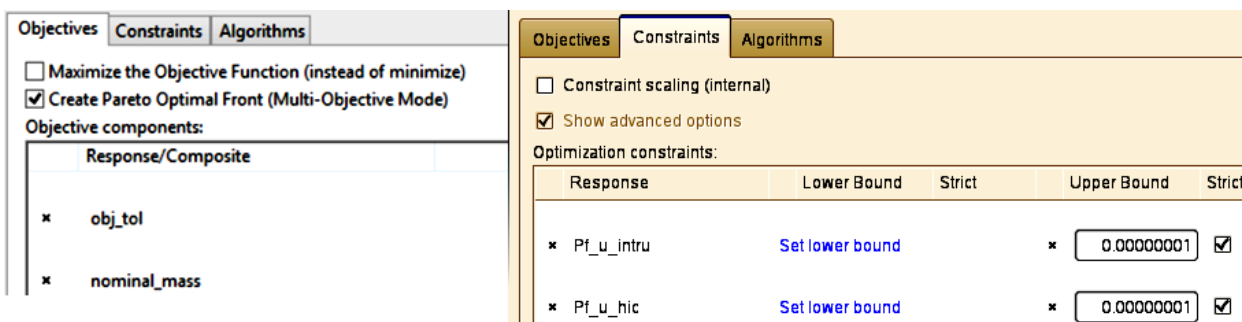 Objectives Constraints Algorithms
Maximize the Objective Function (instead of minimize)
Create Pareto Optimal Front (Multi-Objective Mode)
Objective components:
Response/Composite
obj_tol
nominal_mass
Objectives Constraints Algorithms
Constraint scaling (internal)
Show advanced options
Optimization constraints:
Response Lower Bound Strict Upper Bound Strict
Pf_u_intru Set lower bound 0.00000001
Pf_u_hic Set lower bound 0.00000001